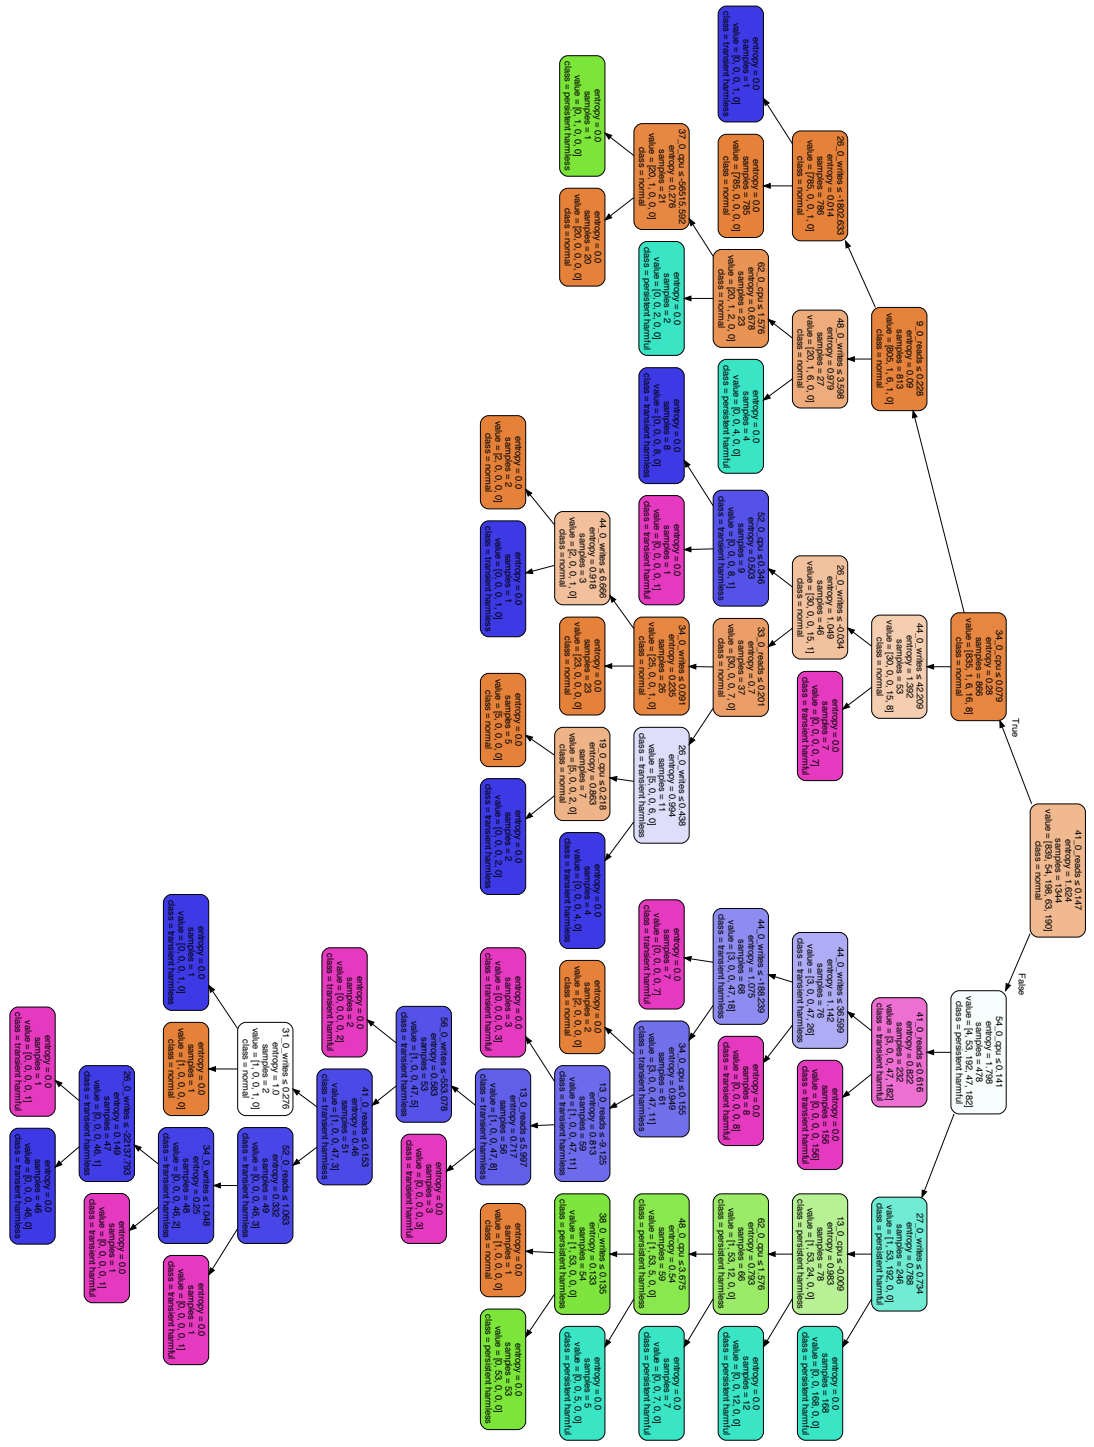 41_0_reads ≤ 0.147
entropy = 1.624
samples = 1344
value = [839, 54, 198, 63, 190]
class = normal
True
False
34_0_cpu ≤ 0.079
entropy = 0.28
samples = 866
value = [835, 1, 6, 16, 8]
class = normal
54_0_cpu ≤ 0.141
entropy = 1.798
samples = 478
value = [4, 53, 192, 47, 182]
class = persistent harmful
9_0_reads ≤ 0.228
entropy = 0.09
samples = 813
value = [805, 1, 6, 1, 0]
class = normal
44_0_writes ≤ 42.209
entropy = 1.392
samples = 53
value = [30, 0, 0, 15, 8]
class = normal
41_0_reads ≤ 0.616
entropy = 0.822
samples = 232
value = [3, 0, 0, 47, 182]
class = transient harmful
27_0_writes ≤ 0.734
entropy = 0.786
samples = 246
value = [1, 53, 192, 0, 0]
class = persistent harmful
26_0_writes ≤ -1802.633
entropy = 0.014
samples = 786
value = [785, 0, 0, 1, 0]
class = normal
48_0_writes ≤ 3.598
entropy = 0.979
samples = 27
value = [20, 1, 6, 0, 0]
class = normal
26_0_writes ≤ -0.034
entropy = 1.049
samples = 46
value = [30, 0, 0, 15, 1]
class = normal
entropy = 0.0
samples = 7
value = [0, 0, 0, 0, 7]
class = transient harmful
44_0_writes ≤ 36.599
entropy = 1.142
samples = 76
value = [3, 0, 0, 47, 26]
class = transient harmless
entropy = 0.0
samples = 156
value = [0, 0, 0, 0, 156]
class = transient harmful
13_0_cpu ≤ -0.009
entropy = 0.983
samples = 78
value = [1, 53, 24, 0, 0]
class = persistent harmless
entropy = 0.0
samples = 168
value = [0, 0, 168, 0, 0]
class = persistent harmful
entropy = 0.0
samples = 1
value = [0, 0, 0, 1, 0]
class = transient harmless
entropy = 0.0
samples = 785
value = [785, 0, 0, 0, 0]
class = normal
62_0_cpu ≤ 1.576
entropy = 0.678
samples = 23
value = [20, 1, 2, 0, 0]
class = normal
entropy = 0.0
samples = 4
value = [0, 0, 4, 0, 0]
class = persistent harmful
52_0_cpu ≤ 0.346
entropy = 0.503
samples = 9
value = [0, 0, 0, 8, 1]
class = transient harmless
33_0_reads ≤ 0.201
entropy = 0.7
samples = 37
value = [30, 0, 0, 7, 0]
class = normal
44_0_writes ≤ -188.239
entropy = 1.075
samples = 68
value = [3, 0, 0, 47, 18]
class = transient harmless
entropy = 0.0
samples = 8
value = [0, 0, 0, 0, 8]
class = transient harmful
62_0_cpu ≤ 1.576
entropy = 0.793
samples = 66
value = [1, 53, 12, 0, 0]
class = persistent harmless
entropy = 0.0
samples = 12
value = [0, 0, 12, 0, 0]
class = persistent harmful
37_0_cpu ≤ -56515.592
entropy = 0.276
samples = 21
value = [20, 1, 0, 0, 0]
class = normal
entropy = 0.0
samples = 2
value = [0, 0, 2, 0, 0]
class = persistent harmful
entropy = 0.0
samples = 8
value = [0, 0, 0, 8, 0]
class = transient harmless
entropy = 0.0
samples = 1
value = [0, 0, 0, 0, 1]
class = transient harmful
34_0_writes ≤ 0.091
entropy = 0.235
samples = 26
value = [25, 0, 0, 1, 0]
class = normal
26_0_writes ≤ 0.438
entropy = 0.994
samples = 11
value = [5, 0, 0, 6, 0]
class = transient harmless
entropy = 0.0
samples = 7
value = [0, 0, 0, 0, 7]
class = transient harmful
34_0_cpu ≤ 0.155
entropy = 0.949
samples = 61
value = [3, 0, 0, 47, 11]
class = transient harmless
48_0_cpu ≤ 3.675
entropy = 0.54
samples = 59
value = [1, 53, 5, 0, 0]
class = persistent harmless
entropy = 0.0
samples = 7
value = [0, 0, 7, 0, 0]
class = persistent harmful
entropy = 0.0
samples = 1
value = [0, 1, 0, 0, 0]
class = persistent harmless
entropy = 0.0
samples = 20
value = [20, 0, 0, 0, 0]
class = normal
44_0_writes ≤ 6.666
entropy = 0.918
samples = 3
value = [2, 0, 0, 1, 0]
class = normal
entropy = 0.0
samples = 23
value = [23, 0, 0, 0, 0]
class = normal
19_0_cpu ≤ 0.218
entropy = 0.863
samples = 7
value = [5, 0, 0, 2, 0]
class = normal
entropy = 0.0
samples = 4
value = [0, 0, 0, 4, 0]
class = transient harmless
entropy = 0.0
samples = 2
value = [2, 0, 0, 0, 0]
class = normal
13_0_reads ≤ -9.125
entropy = 0.813
samples = 59
value = [1, 0, 0, 47, 11]
class = transient harmless
38_0_writes ≤ 0.135
entropy = 0.133
samples = 54
value = [1, 53, 0, 0, 0]
class = persistent harmless
entropy = 0.0
samples = 5
value = [0, 0, 5, 0, 0]
class = persistent harmful
entropy = 0.0
samples = 2
value = [2, 0, 0, 0, 0]
class = normal
entropy = 0.0
samples = 1
value = [0, 0, 0, 1, 0]
class = transient harmless
entropy = 0.0
samples = 5
value = [5, 0, 0, 0, 0]
class = normal
entropy = 0.0
samples = 2
value = [0, 0, 0, 2, 0]
class = transient harmless
entropy = 0.0
samples = 3
value = [0, 0, 0, 0, 3]
class = transient harmful
13_0_reads ≤ 5.997
entropy = 0.717
samples = 56
value = [1, 0, 0, 47, 8]
class = transient harmless
entropy = 0.0
samples = 1
value = [1, 0, 0, 0, 0]
class = normal
entropy = 0.0
samples = 53
value = [0, 53, 0, 0, 0]
class = persistent harmless
56_0_writes ≤ -553.078
entropy = 0.583
samples = 53
value = [1, 0, 0, 47, 5]
class = transient harmless
entropy = 0.0
samples = 3
value = [0, 0, 0, 0, 3]
class = transient harmful
entropy = 0.0
samples = 2
value = [0, 0, 0, 0, 2]
class = transient harmful
41_0_reads ≤ 0.153
entropy = 0.46
samples = 51
value = [1, 0, 0, 47, 3]
class = transient harmless
31_0_writes ≤ 0.276
entropy = 1.0
samples = 2
value = [1, 0, 0, 1, 0]
class = normal
52_0_reads ≤ 1.063
entropy = 0.332
samples = 49
value = [0, 0, 0, 46, 3]
class = transient harmless
entropy = 0.0
samples = 1
value = [0, 0, 0, 1, 0]
class = transient harmless
entropy = 0.0
samples = 1
value = [1, 0, 0, 0, 0]
class = normal
34_0_writes ≤ 1.048
entropy = 0.25
samples = 48
value = [0, 0, 0, 46, 2]
class = transient harmless
entropy = 0.0
samples = 1
value = [0, 0, 0, 0, 1]
class = transient harmful
26_0_writes ≤ -22137.793
entropy = 0.149
samples = 47
value = [0, 0, 0, 46, 1]
class = transient harmless
entropy = 0.0
samples = 1
value = [0, 0, 0, 0, 1]
class = transient harmful
entropy = 0.0
samples = 1
value = [0, 0, 0, 0, 1]
class = transient harmful
entropy = 0.0
samples = 46
value = [0, 0, 0, 46, 0]
class = transient harmless